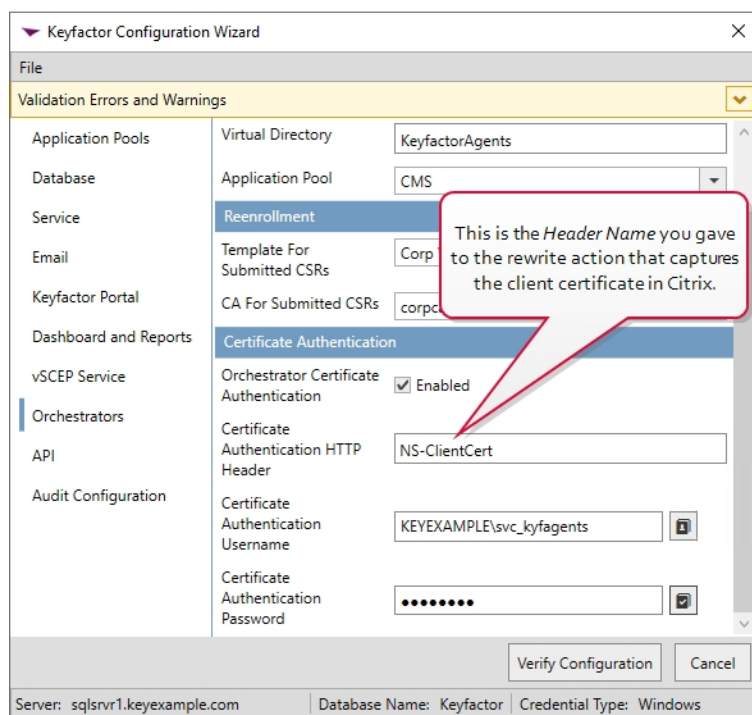 Keyfactor Configuration Wizard
File
Validation Errors and Warnings
Application Pools
Database
Service
Email
Keyfactor Portal
Dashboard and Reports
vSCEP Service
Orchestrators
API
Audit Configuration
Virtual Directory
KeyfactorAgents
Application Pool
CMS
Reenrollment
Template For
Submitted CSRs
Corp
CA For Submitted CSRs
corpc
This is the Header Name you gave
to the rewrite action that captures
the client certificate in Citrix.
Certificate Authentication
Orchestrator Certificate
Authentication
Enabled
Certificate
Authentication HTTP
Header
NS-ClientCert
Certificate
Authentication
Username
KEYEXAMPLE\svc_kyfagents
Certificate
Authentication
Password
●●●●●●●●
Verify Configuration
Cancel
Server: sqlsrvr1.keyexample.com
Database Name: Keyfactor
Credential Type: Windows